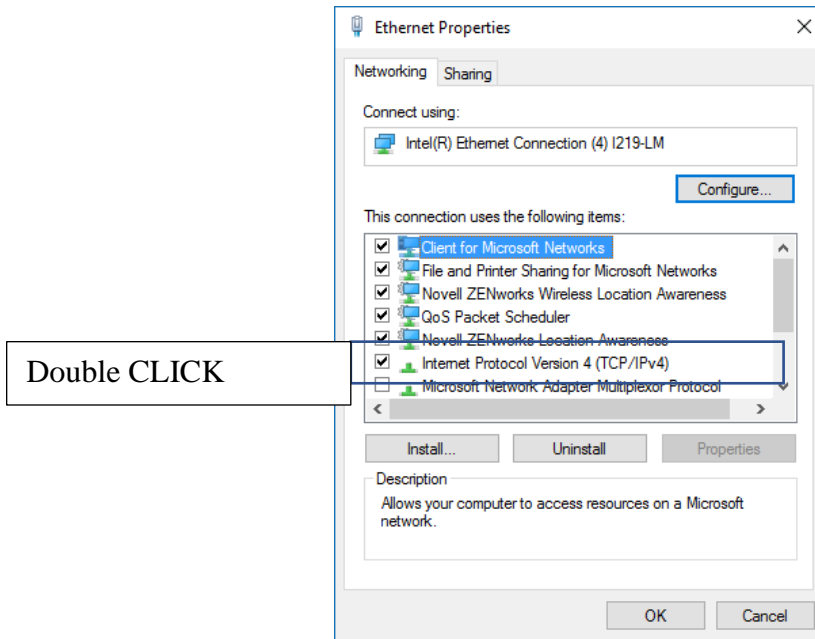 Ethernet Properties
Networking Sharing
Connect using:
Intel(R) Ethernet Connection (4) I219-LM
Configure...
This connection uses the following items:
Client for Microsoft Networks
File and Printer Sharing for Microsoft Networks
Novell ZENworks Wireless Location Awareness
QoS Packet Scheduler
Novell ZENworks Location Awareness
Internet Protocol Version 4 (TCP/IPv4)
Double CLICK
Microsoft Network Adapter Multiplexor Protocol
Install... Uninstall Properties
Description
Allows your computer to access resources on a Microsoft
network.
OK Cancel